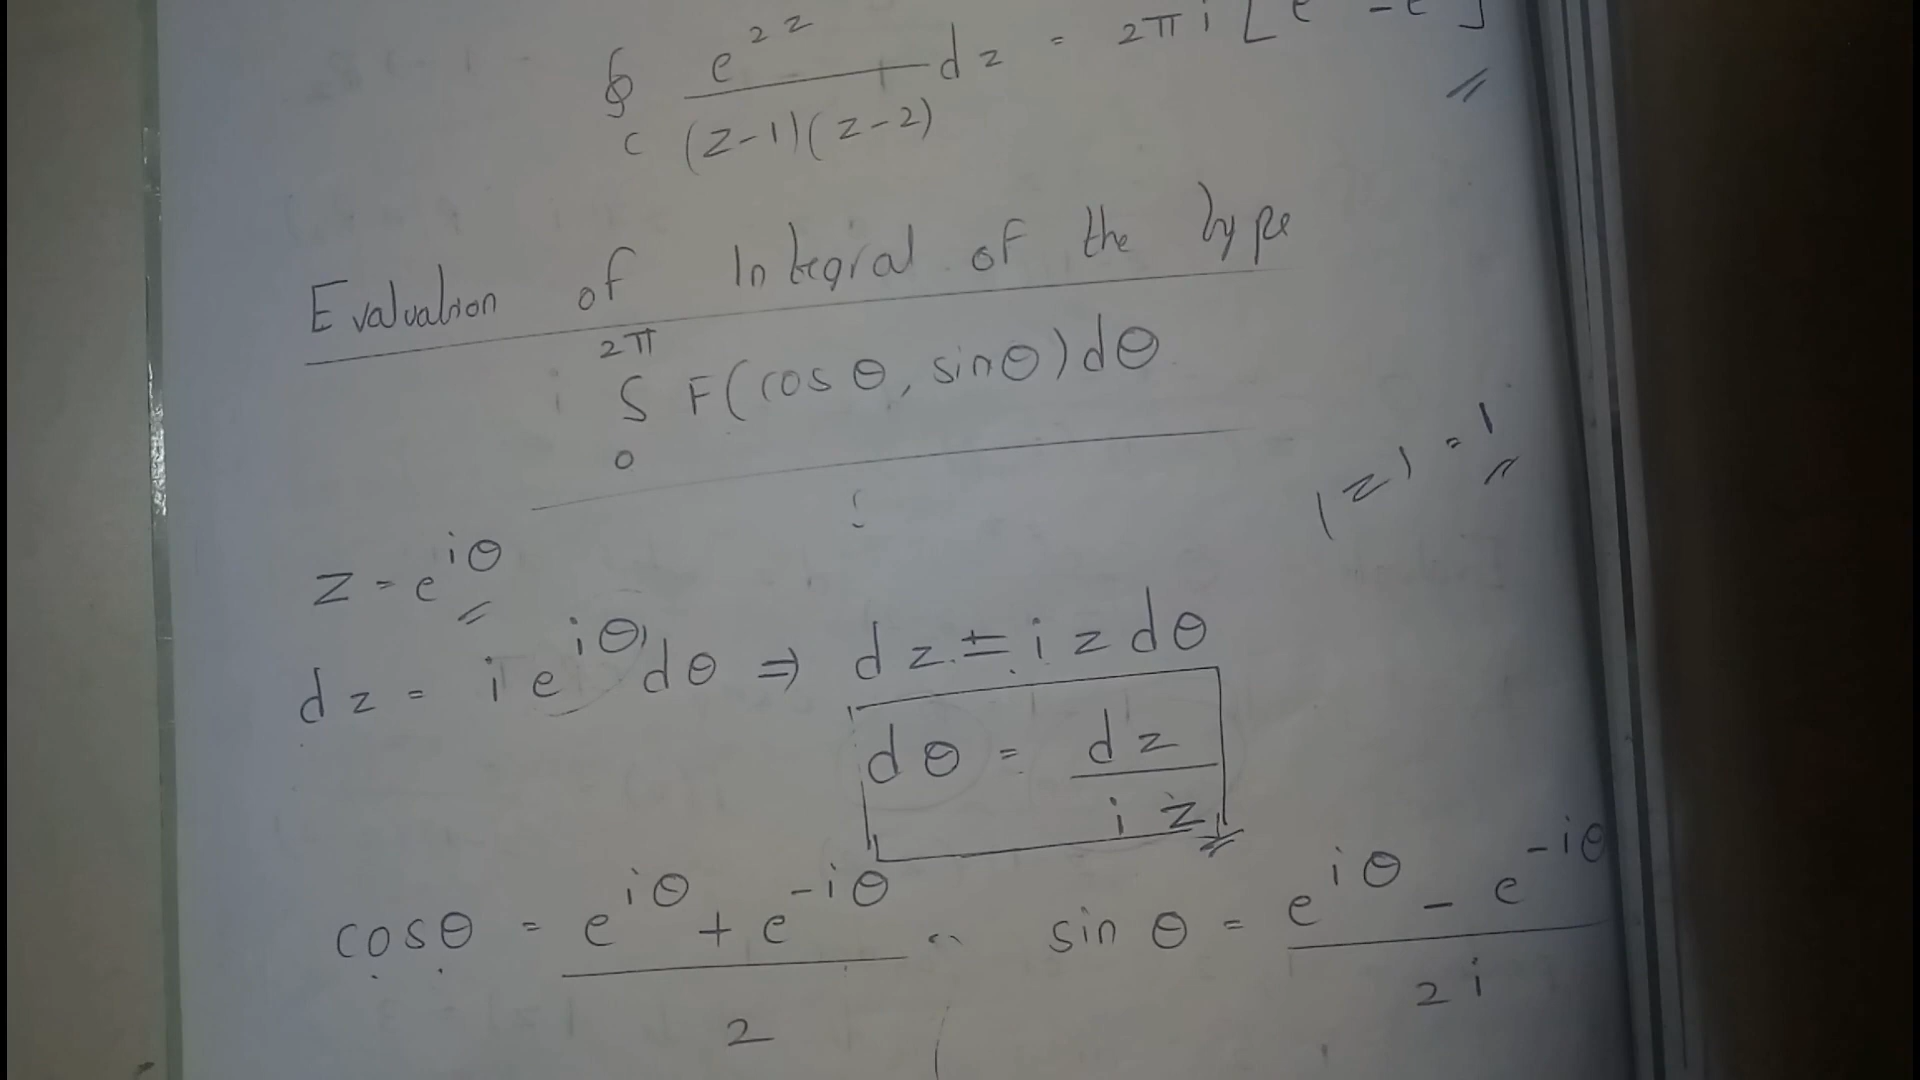 ∮_C e^{2z} / (z-1)(z-2) dz = 2πi [e - e ]
Evaluation of Integral of the type
∫_0^{2π} F(cos θ, sin θ) dθ
|z| = 1
z = e^{iθ}
dz = i e^{iθ} dθ ⇒ dz = i z dθ
dθ = dz / i z
cos θ = e^{iθ} + e^{-iθ} / 2 sin θ = e^{iθ} - e^{-iθ} / 2i